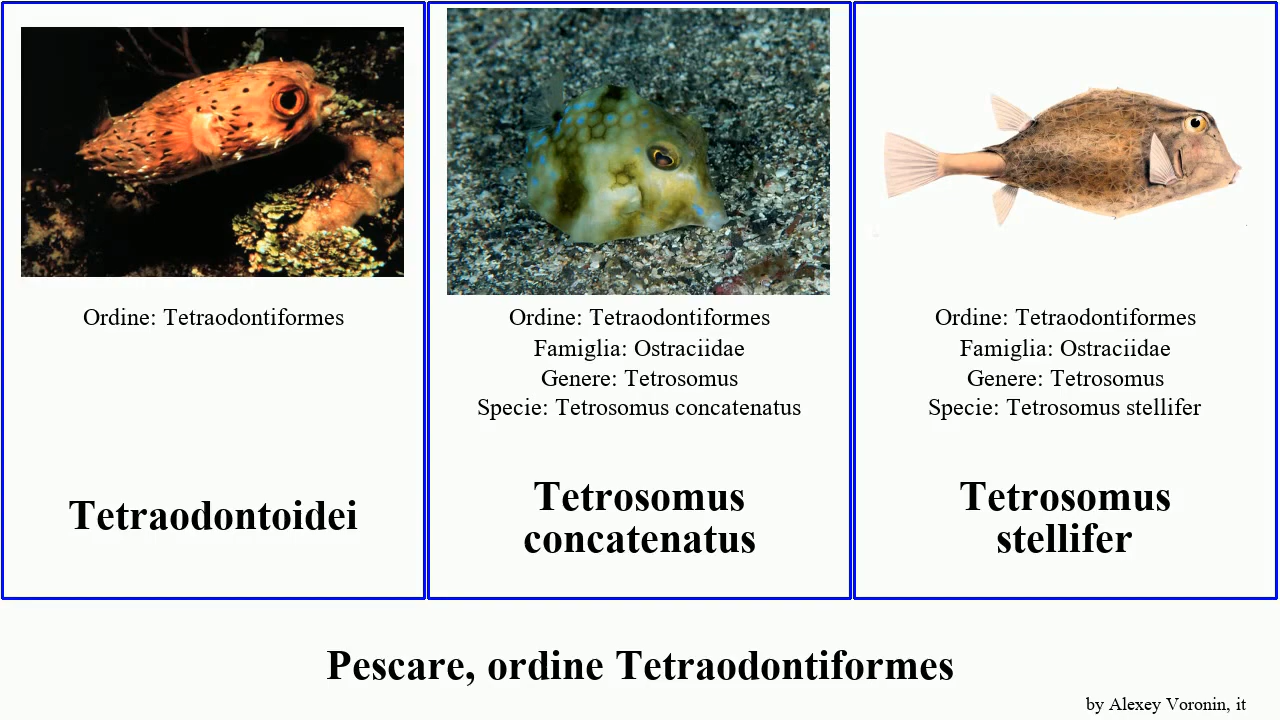 Ordine: Tetraodontiformes
Tetraodontoidei
Ordine: Tetraodontiformes
Famiglia: Ostraciidae
Genere: Tetrosomus
Specie: Tetrosomus concatenatus
Tetrosomus
concatenatus
Ordine: Tetraodontiformes
Famiglia: Ostraciidae
Genere: Tetrosomus
Specie: Tetrosomus stellifer
Tetrosomus
stellifer
Pescare, ordine Tetraodontiformes
by Alexey Voronin, it